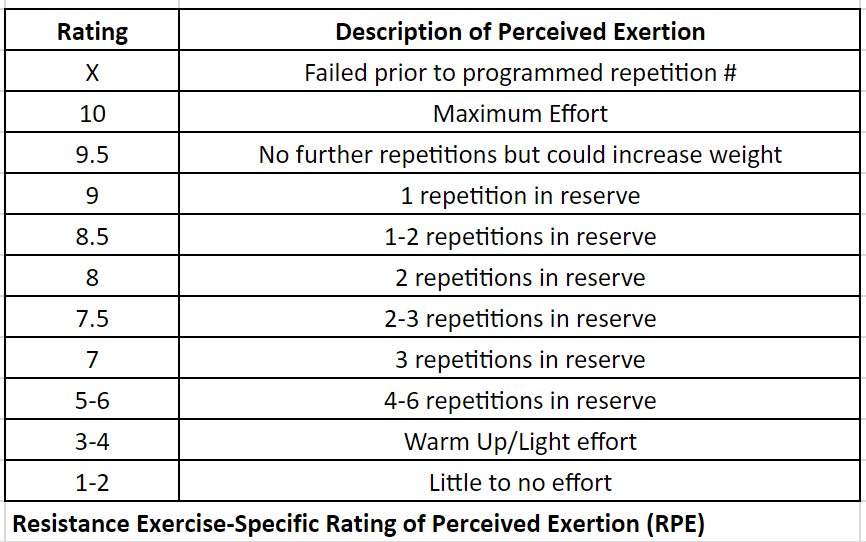 Rating Description of Perceived Exertion
X Failed prior to programmed repetition #
10 Maximum Effort
9.5 No further repetitions but could increase weight
9 1 repetition in reserve
8.5 1-2 repetitions in reserve
8 2 repetitions in reserve
7.5 2-3 repetitions in reserve
7 3 repetitions in reserve
5-6 4-6 repetitions in reserve
3-4 Warm Up/Light effort
1-2 Little to no effort
Resistance Exercise-Specific Rating of Perceived Exertion (RPE)